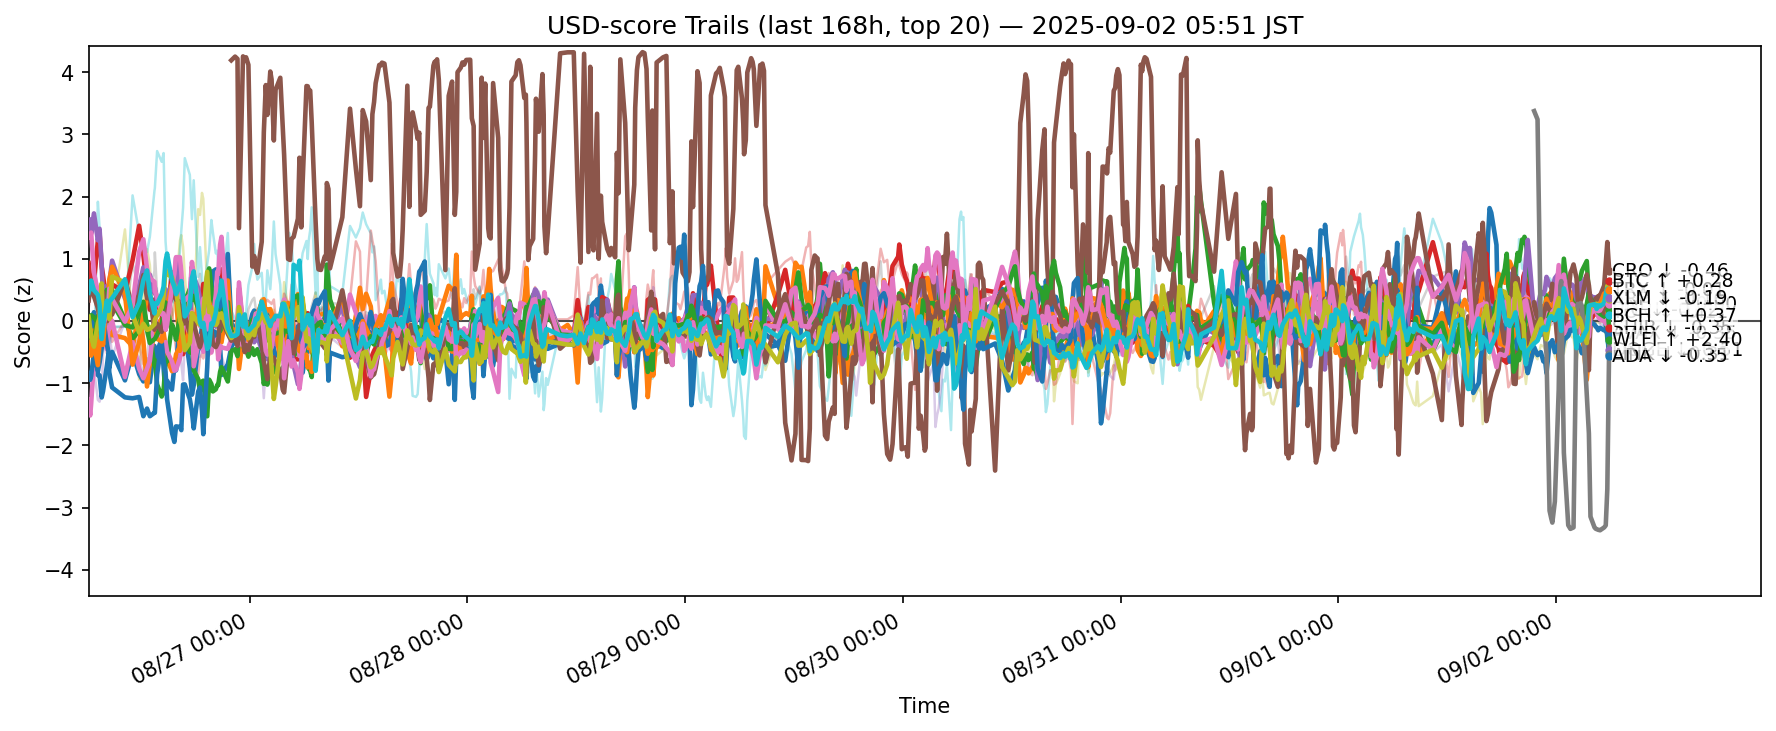 USD-score Trails (last 168h, top 20) — 2025-09-02 05:51 JST
Score (z)
4
3
2
1
0
−1
−2
−3
−4
CRO ↓ -0.46
BTC ↑ +0.28
XLM ↓ -0.19
BCH ↑ +0.37
WLFI ↑ +2.40
ADA ↓ -0.35
08/27 00:00
08/28 00:00
08/29 00:00
08/30 00:00
08/31 00:00
09/01 00:00
09/02 00:00
Time